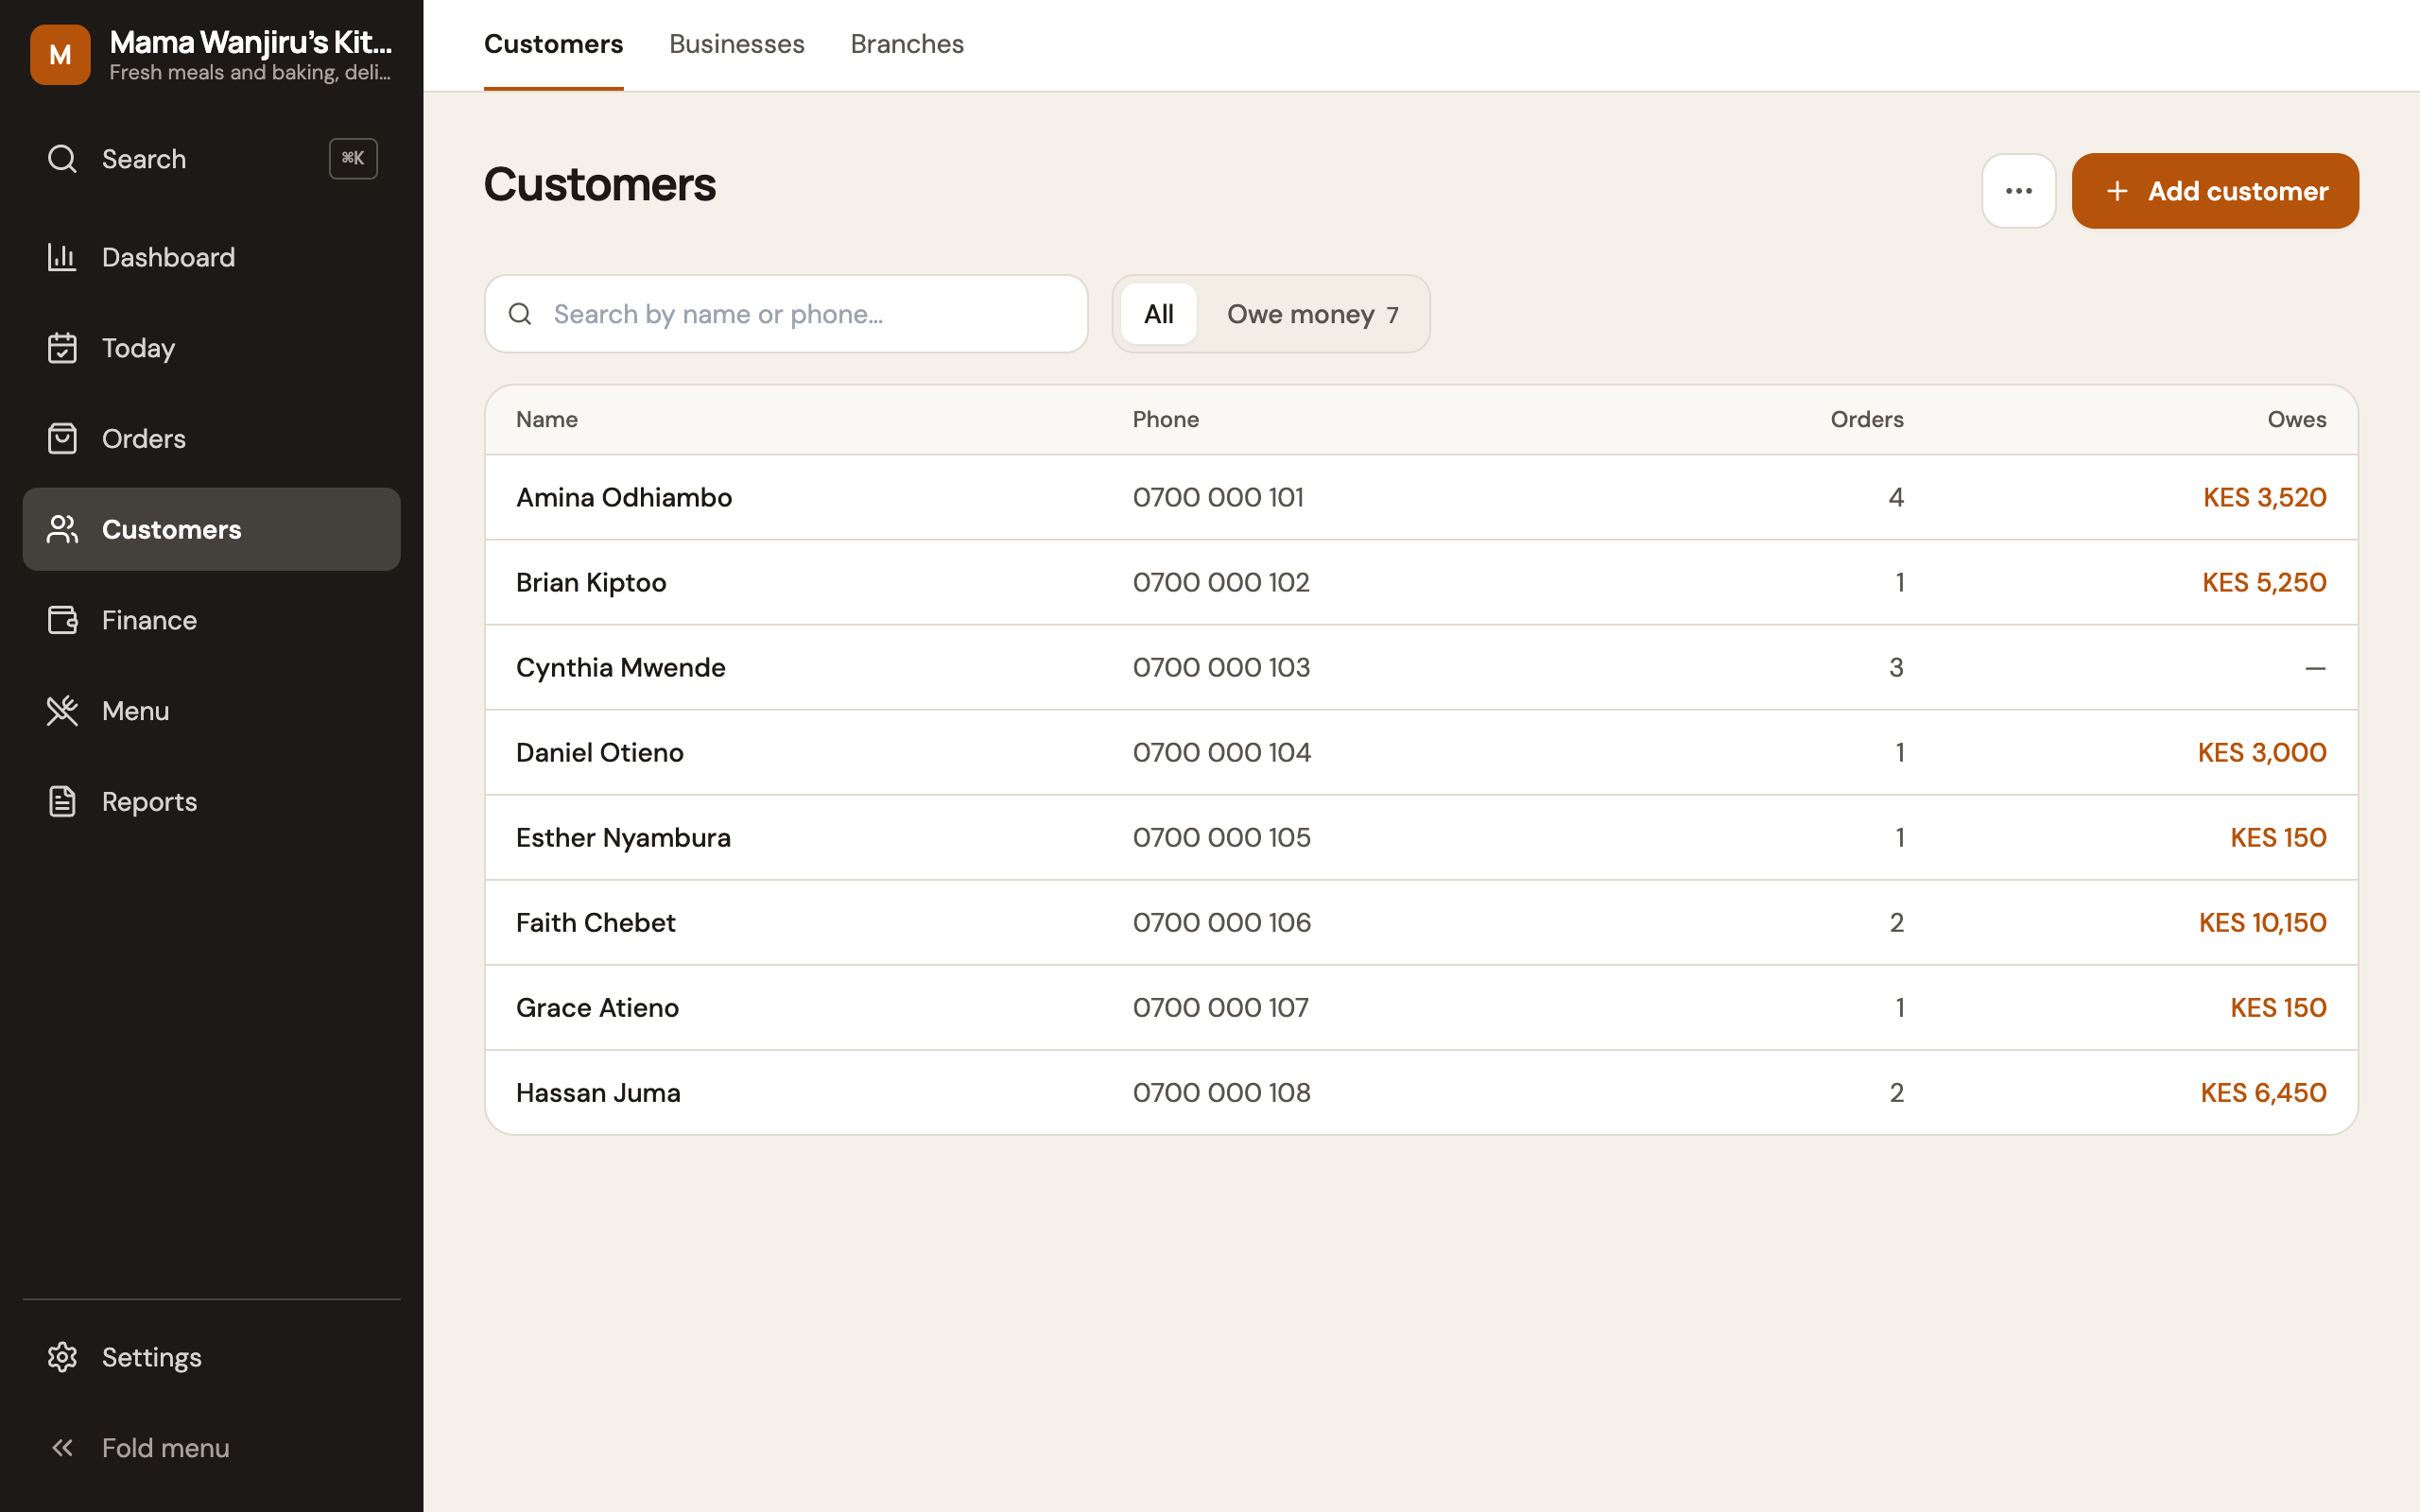 M
Mama Wanjiru’s Kit...
Fresh meals and baking, deli...
Search ⌘K
Dashboard
Today
Orders
Customers
Finance
Menu
Reports
Settings
Fold menu
Customers Businesses Branches
Customers
... + Add customer
Search by name or phone...
All Owe money 7
Name Phone Orders Owes
Amina Odhiambo 0700 000 101 4 KES 3,520
Brian Kiptoo 0700 000 102 1 KES 5,250
Cynthia Mwende 0700 000 103 3 —
Daniel Otieno 0700 000 104 1 KES 3,000
Esther Nyambura 0700 000 105 1 KES 150
Faith Chebet 0700 000 106 2 KES 10,150
Grace Atieno 0700 000 107 1 KES 150
Hassan Juma 0700 000 108 2 KES 6,450